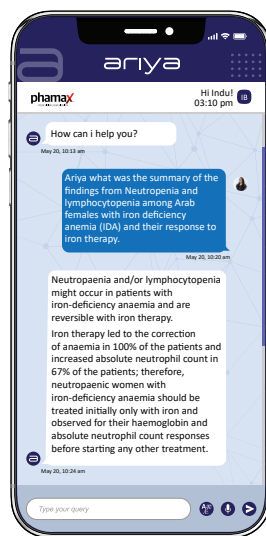 ariya
phamax
Hi Indu!
03:10 pm
IB
How can i help you?
May 20, 10:13 am
Ariya what was the summary of the
findings from Neutropenia and
lymphocytopenia among Arab
females with iron deficiency
anemia (IDA) and their response to
iron therapy.
May 20, 10:20 am
Neutropaenia and/or lymphocytopenia
might occur in patients with
iron-deficiency anaemia and are
reversible with iron therapy.
Iron therapy led to the correction
of anaemia in 100% of the patients and
increased absolute neutrophil count in
67% of the patients; therefore,
neutropaenic women with
iron-deficiency anaemia should be
treated initially only with iron and
observed for their haemoglobin and
absolute neutrophil count responses
before starting any other treatment.
May 20, 10:24 am
Type your query